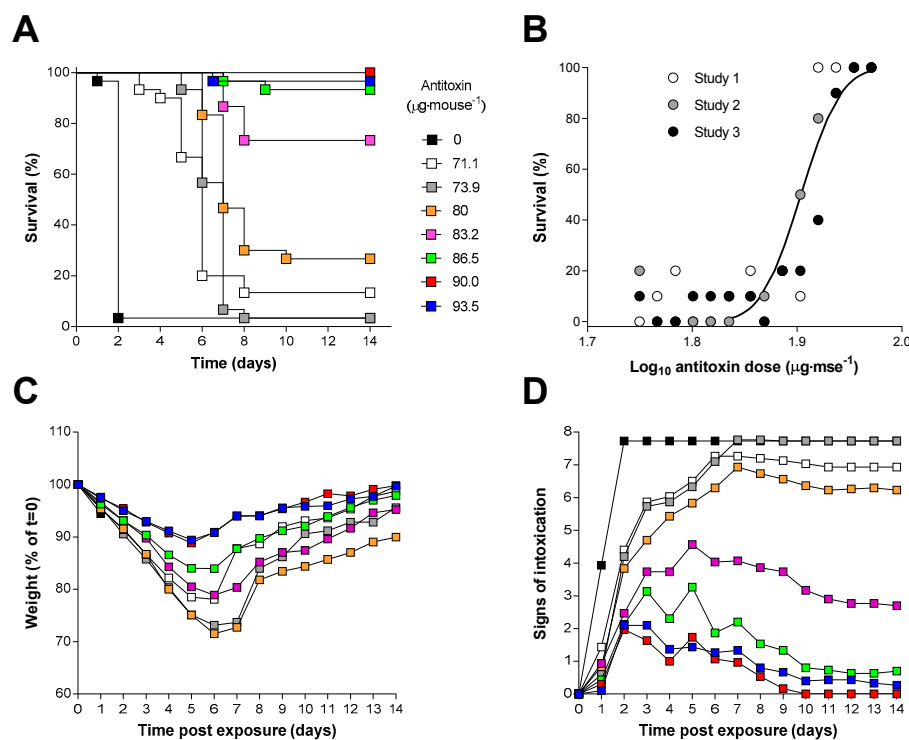 A
Survival (%)
100
80
60
40
20
0
0 2 4 6 8 10 12 14
Time (days)
Antitoxin
(µg·mouse⁻¹)
0
71.1
73.9
80
83.2
86.5
90.0
93.5
B
Survival (%)
100
80
60
40
20
0
Study 1
Study 2
Study 3
1.7 1.8 1.9 2.0
Log₁₀ antitoxin dose (µg·mse⁻¹)
C
Weight (% of t=0)
110
100
90
80
70
60
0 1 2 3 4 5 6 7 8 9 10 11 12 13 14
Time post exposure (days)
D
Signs of intoxication
8
7
6
5
4
3
2
1
0
0 1 2 3 4 5 6 7 8 9 10 11 12 13 14
Time post exposure (days)